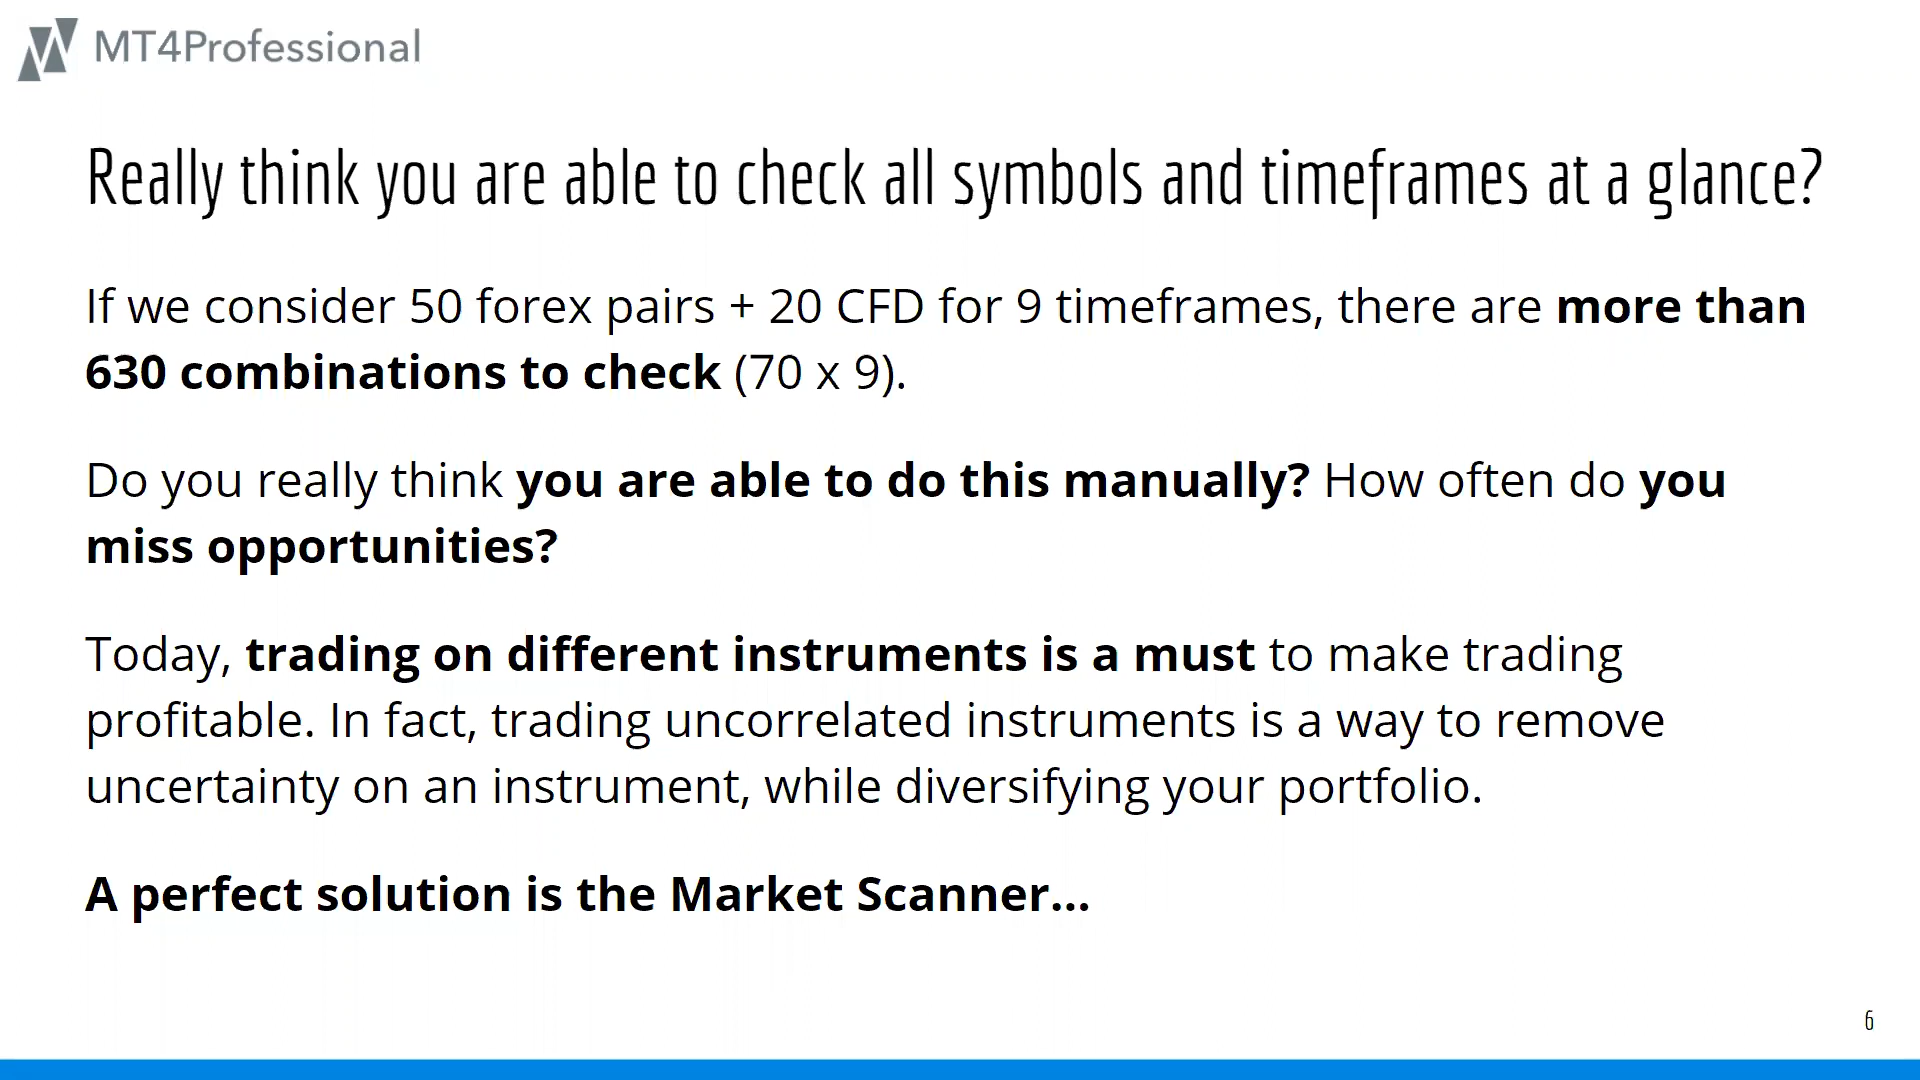 MT4Professional
Really think you are able to check all symbols and timeframes at a glance?
If we consider 50 forex pairs + 20 CFD for 9 timeframes, there are more than
630 combinations to check (70 x 9).
Do you really think you are able to do this manually? How often do you
miss opportunities?
Today, trading on different instruments is a must to make trading
profitable. In fact, trading uncorrelated instruments is a way to remove
uncertainty on an instrument, while diversifying your portfolio.
A perfect solution is the Market Scanner...
6